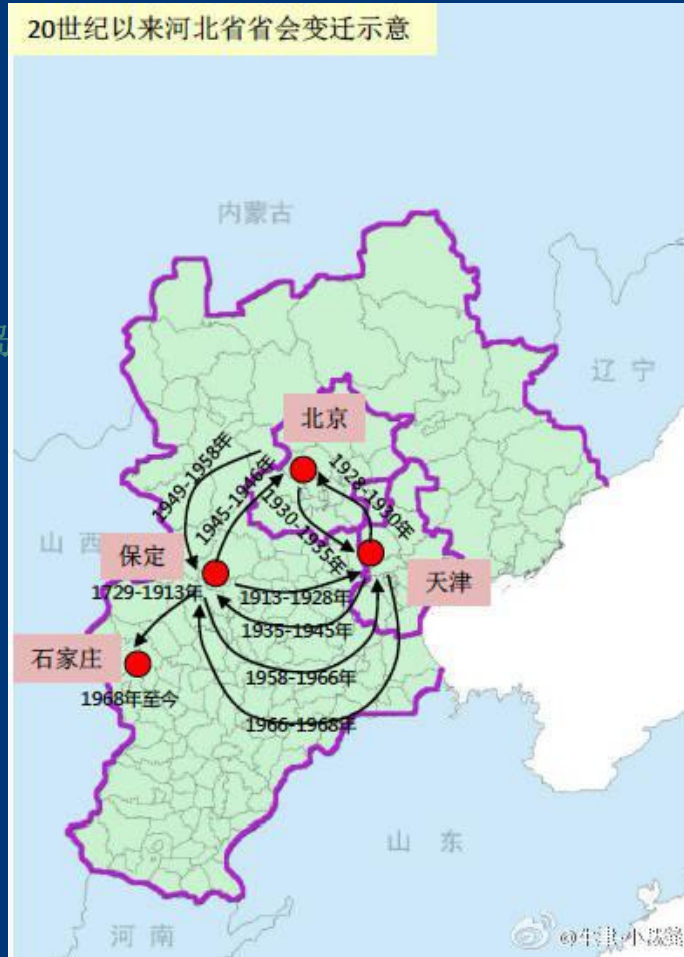 20世纪以来河北省省会变迁示意
内蒙古
辽宁
北京
1949-1958年
1945-1946年
1928-1930年
1930-1935年
山西
保定
1729-1913年
1913-1928年
天津
1935-1945年
石家庄
1958-1966年
1968年至今
1966-1968年
山东
河南